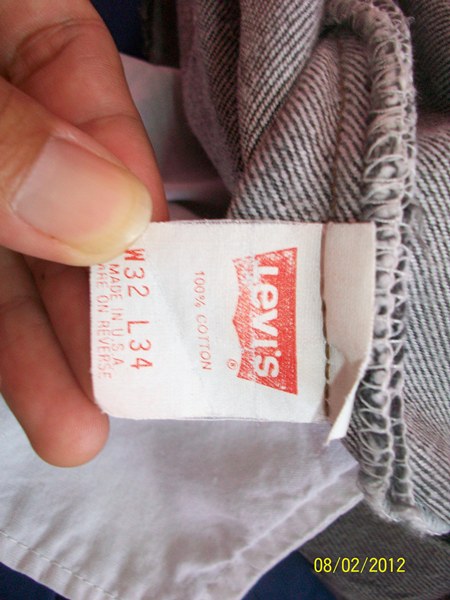 LEVI'S®
100% COTTON
W32 L34
MADE IN U.S.A.
CARE ON REVERSE
08/02/2012